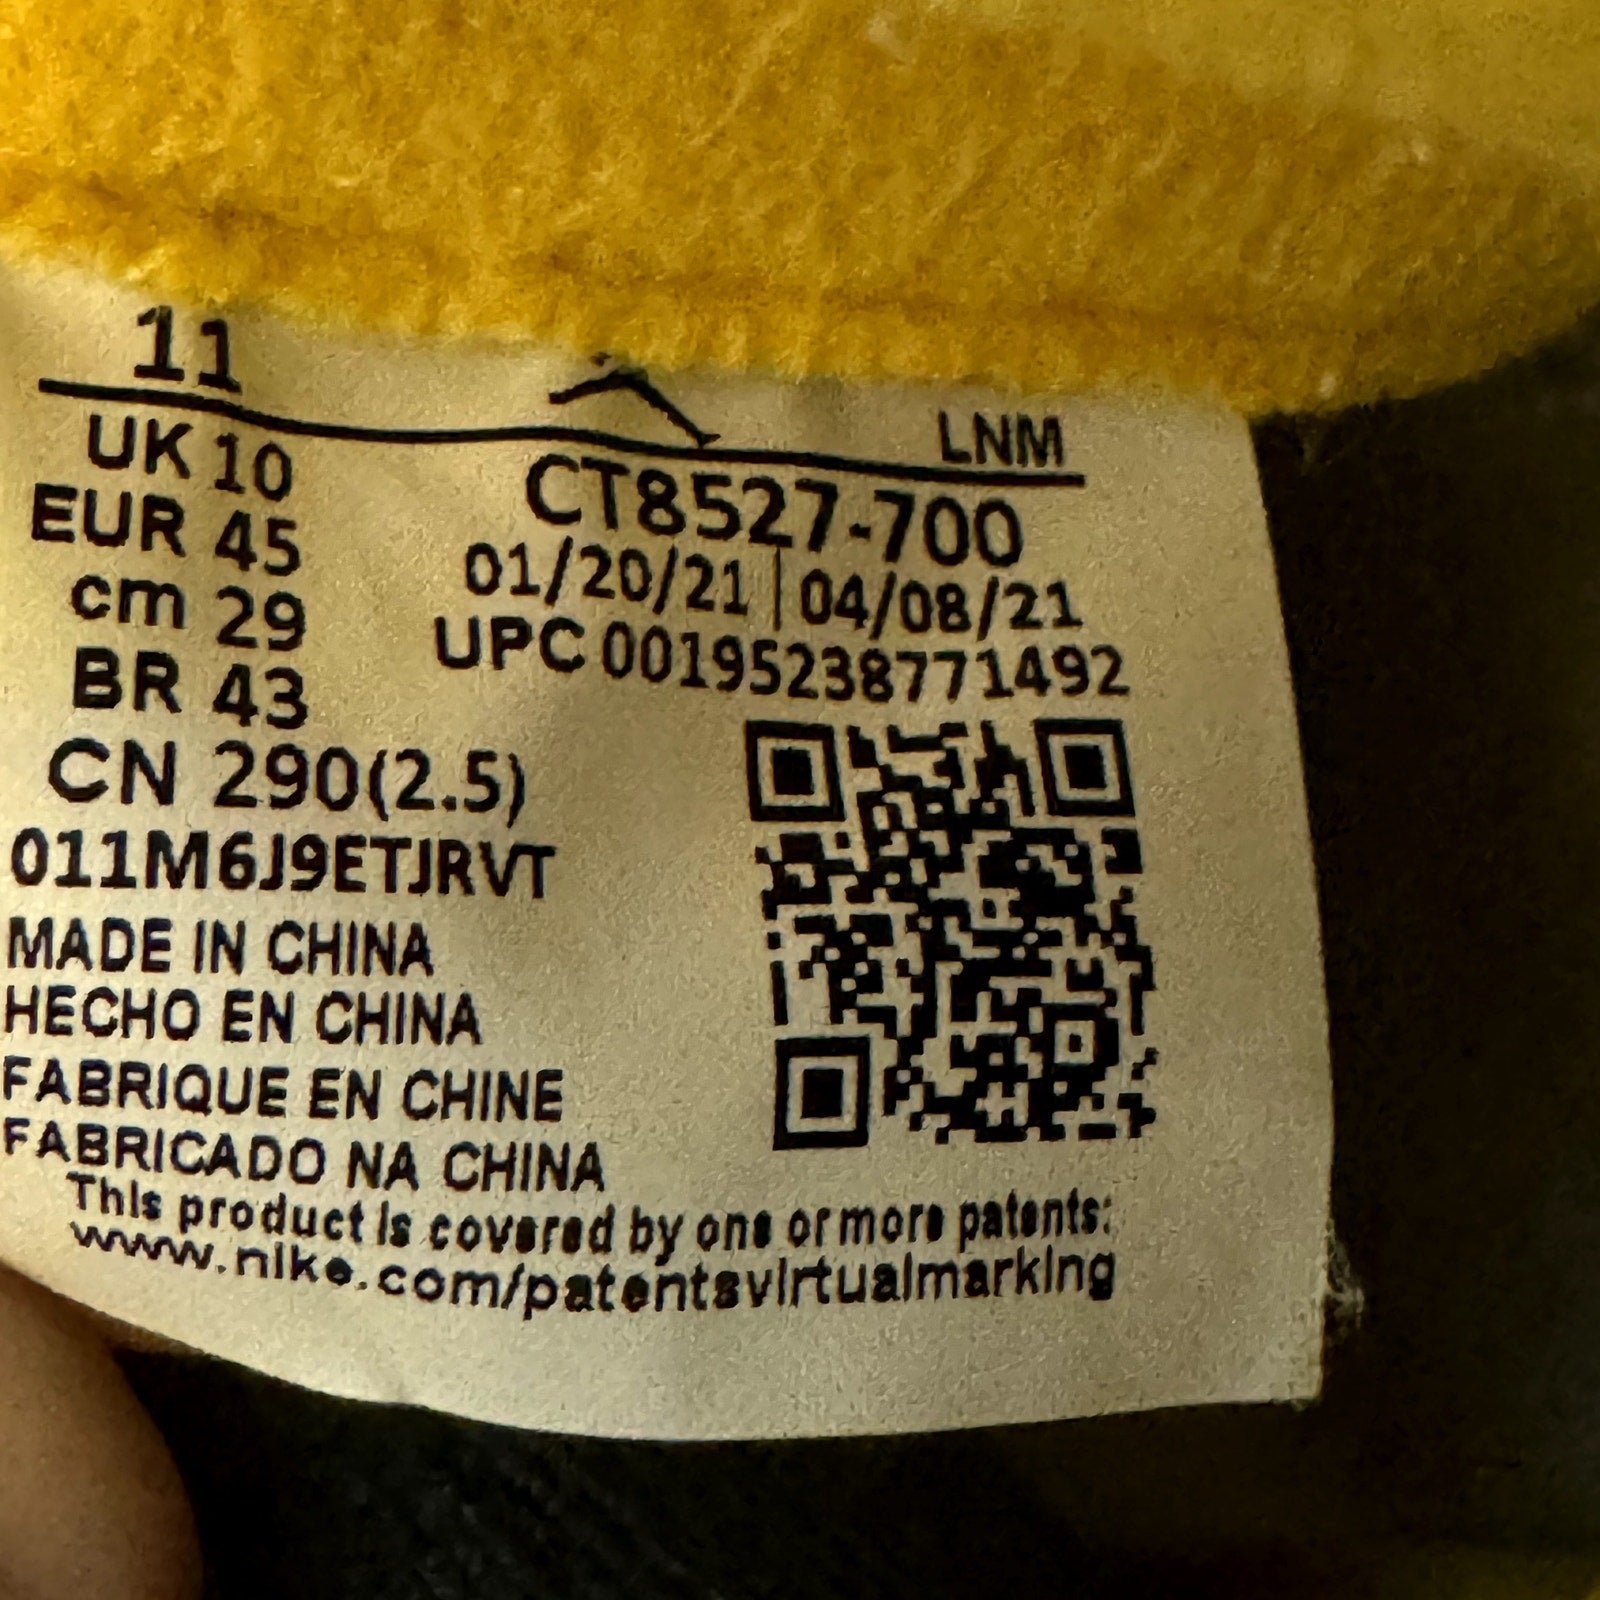 11
LNM
UK 10
EUR 45
cm 29
BR 43
CN 290(2.5)
CT8527-700
01/20/21 | 04/08/21
UPC 00195238771492
011M6J9ETJRVT
MADE IN CHINA
HECHO EN CHINA
FABRIQUE EN CHINE
FABRICADO NA CHINA
This product is covered by one or more patents:
www.nike.com/patentsvirtualmarking